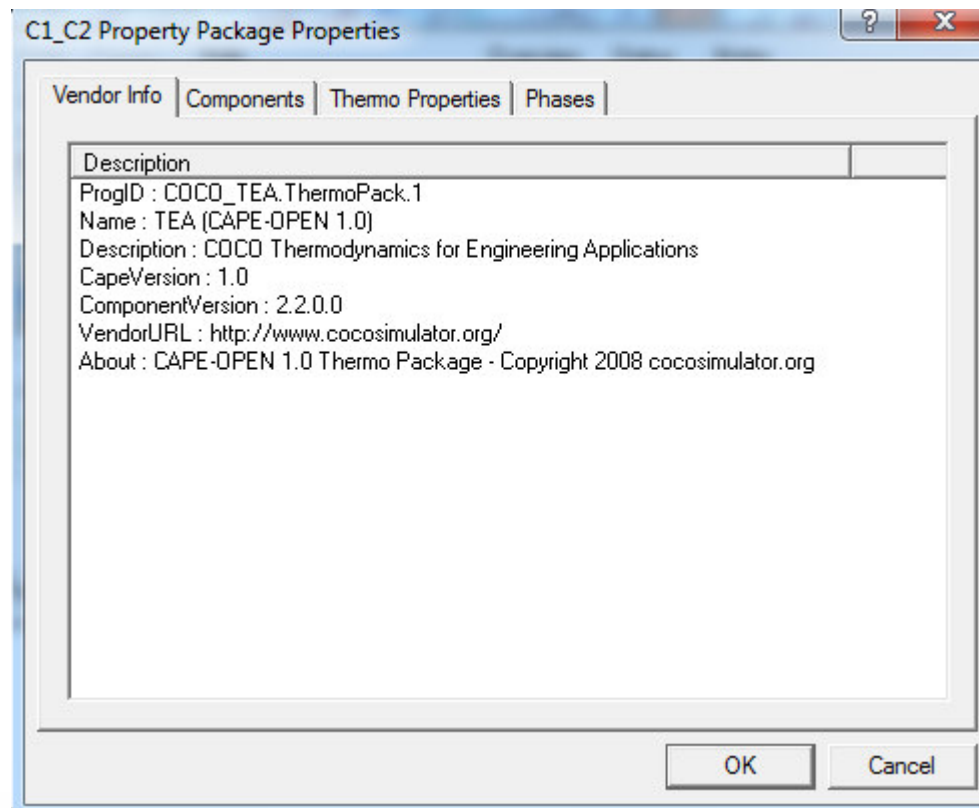 C1_C2 Property Package Properties
?
X
Vendor Info
Components
Thermo Properties
Phases
Description
ProgID : COCO_TEA.ThermoPack.1
Name : TEA (CAPE-OPEN 1.0)
Description : COCO Thermodynamics for Engineering Applications
CapeVersion : 1.0
ComponentVersion : 2.2.0.0
VendorURL : http://www.cocosimulator.org/
About : CAPE-OPEN 1.0 Thermo Package - Copyright 2008 cocosimulator.org
OK
Cancel